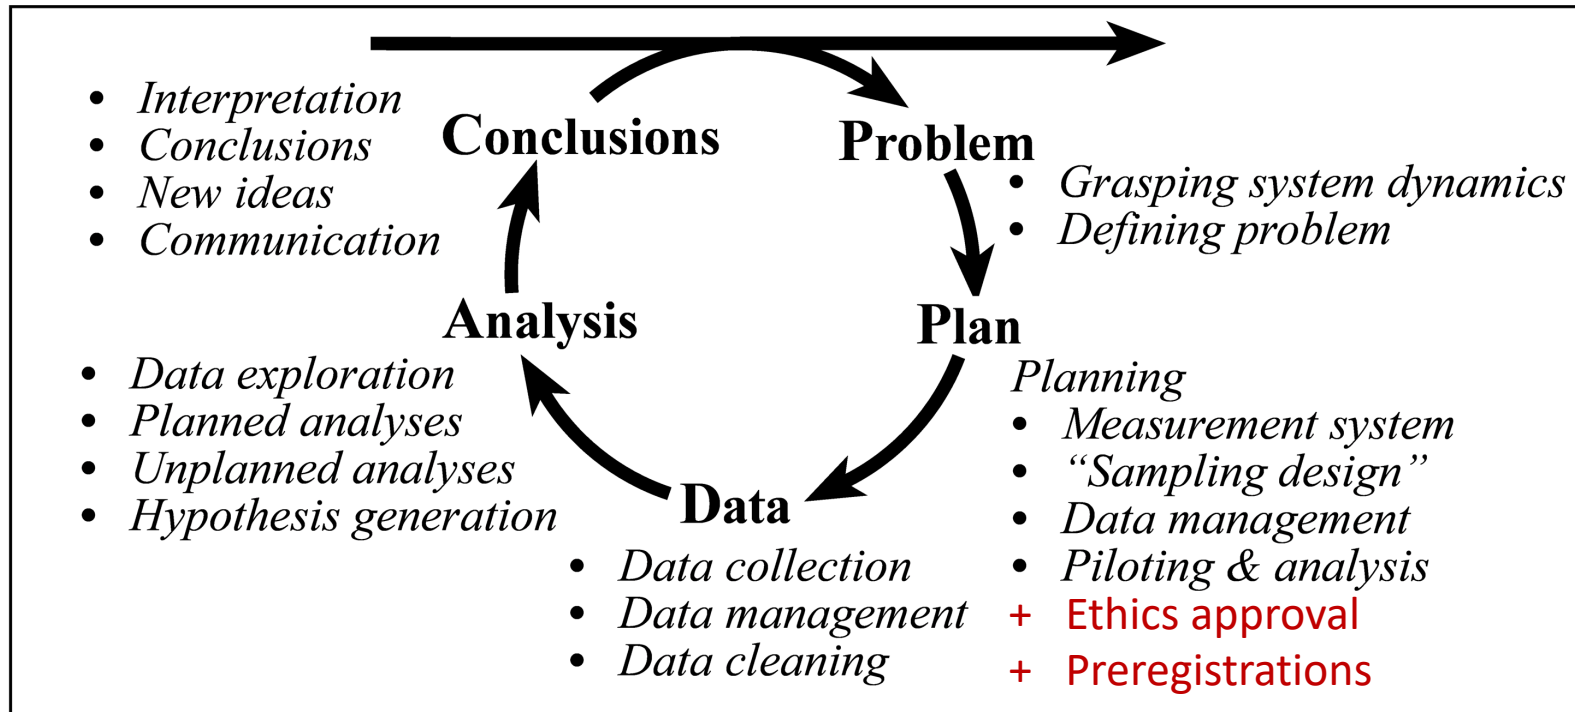 Conclusions
• Interpretation
• Conclusions
• New ideas
• Communication
Problem
• Grasping system dynamics
• Defining problem
Analysis
• Data exploration
• Planned analyses
• Unplanned analyses
• Hypothesis generation
Plan
Planning
• Measurement system
• “Sampling design”
• Data management
• Piloting & analysis
+ Ethics approval
+ Preregistrations
Data
• Data collection
• Data management
• Data cleaning